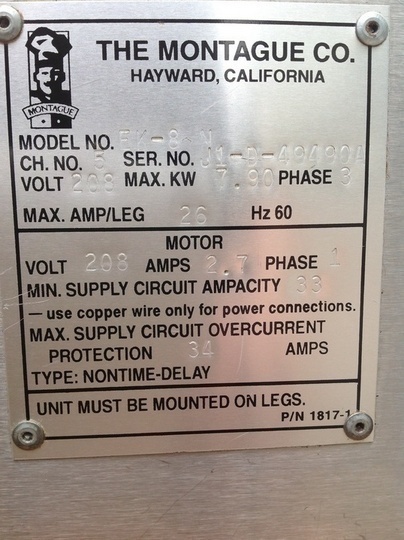 MONTAGUE
THE MONTAGUE CO.
HAYWARD, CALIFORNIA
MODEL NO.
CH. NO. 5 SER. NO.
VOLT 208 MAX. KW 7.90 PHASE 3
MAX. AMP/LEG 26 Hz 60
MOTOR
VOLT 208 AMPS 2.7 PHASE 1
MIN. SUPPLY CIRCUIT AMPACITY 33
— use copper wire only for power connections.
MAX. SUPPLY CIRCUIT OVERCURRENT
PROTECTION 34 AMPS
TYPE: NONTIME-DELAY
UNIT MUST BE MOUNTED ON LEGS.
P/N 1817-1